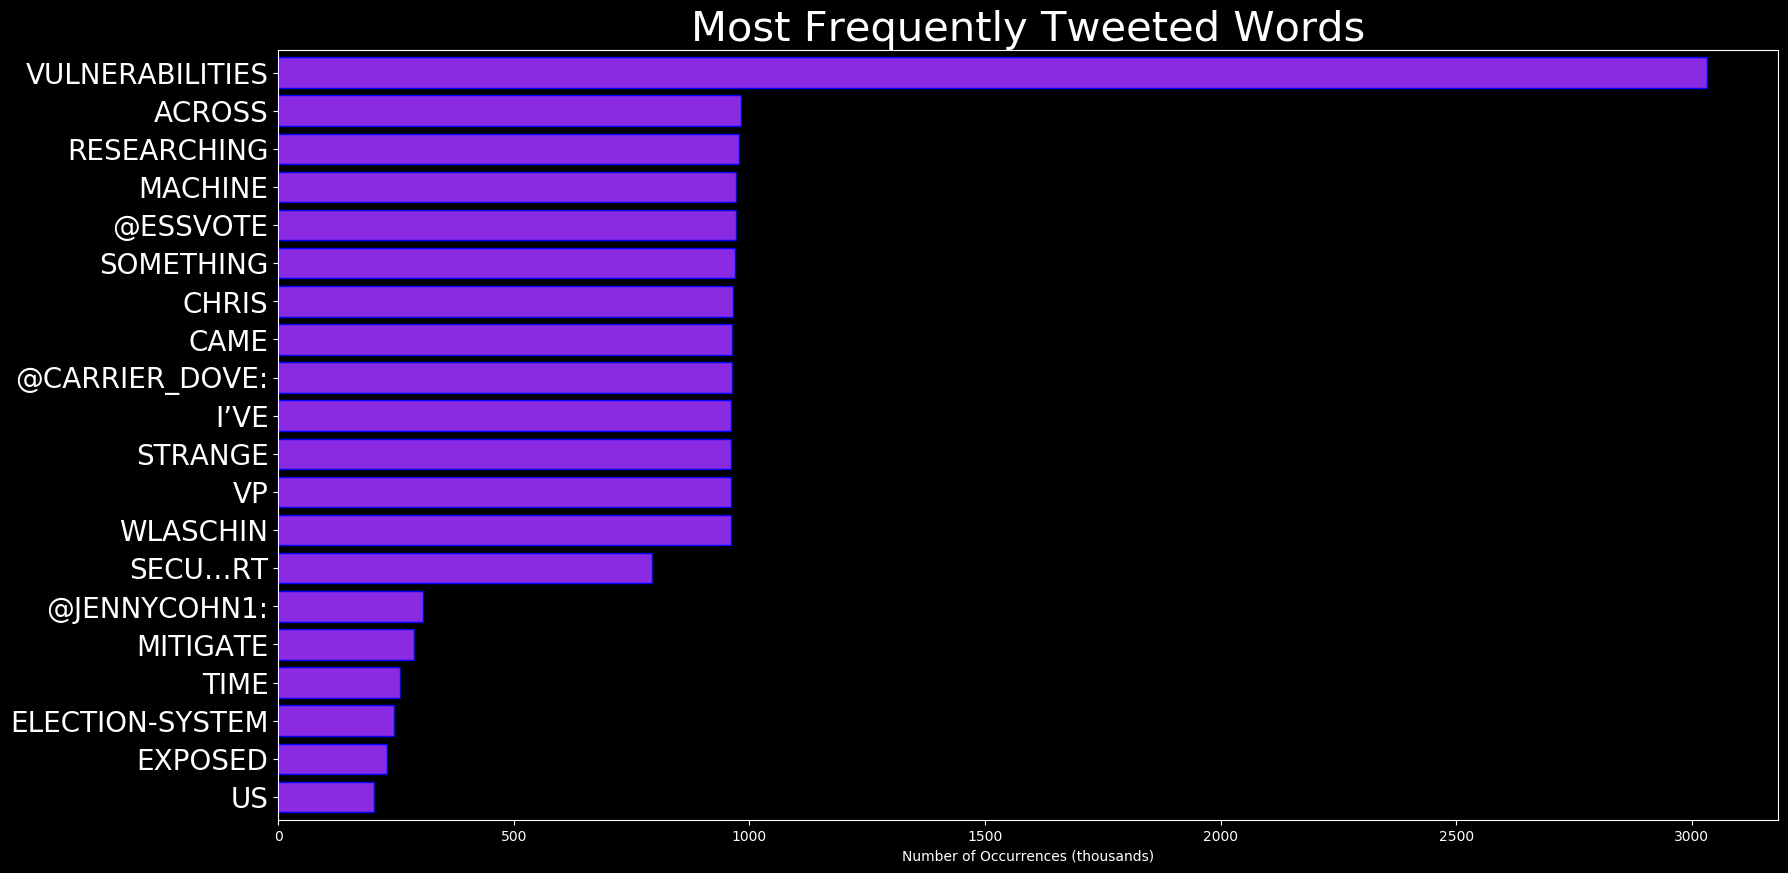 Most Frequently Tweeted Words
VULNERABILITIES
ACROSS
RESEARCHING
MACHINE
@ESSVOTE
SOMETHING
CHRIS
CAME
@CARRIER_DOVE:
I’VE
STRANGE
VP
WLASCHIN
SECU…RT
@JENNYCOHN1:
MITIGATE
TIME
ELECTION-SYSTEM
EXPOSED
US
0 500 1000 1500 2000 2500 3000
Number of Occurrences (thousands)